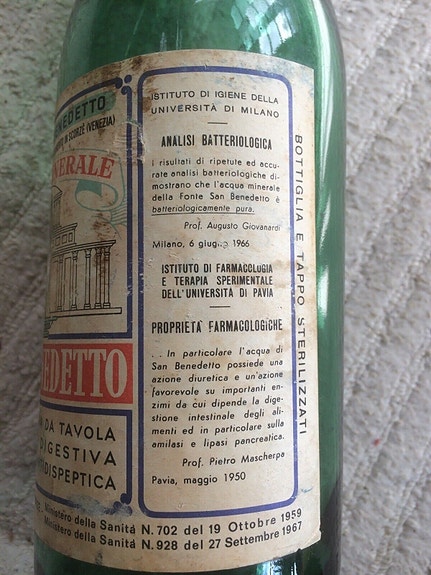 ENEDETTO
IN SCORZÈ (VENEZIA)
NERALE
EDETTO
DA TAVOLA
DIGESTIVA
DISPEPTICA
ISTITUTO DI IGIENE DELLA
UNIVERSITÀ DI MILANO
ANALISI BATTERIOLOGICA
I risultati di ripetute ed accu-
rate analisi batteriologiche di-
mostrano che l'acqua minerale
della Fonte San Benedetto è
batteriologicamente pura.
Prof. Augusto Giovanardi
Milano, 6 giugno 1966
ISTITUTO DI FARMACOLOGIA
E TERAPIA SPERIMENTALE
DELL'UNIVERSITÀ DI PAVIA
PROPRIETA' FARMACOLOGICHE
. . In particolare l'acqua di
San Benedetto possiede una
azione diuretica e un'azione
favorevole su importanti en-
zimi da cui dipende la dige-
stione intestinale degli ali-
menti ed in particolare sulla
amilasi e lipasi pancreatica.
Prof. Pietro Mascherpa
Pavia, maggio 1950
BOTTIGLIA E TAPPO STERILIZZATI
Ministero della Sanità N. 702 del 19 Ottobre 1959
Ministero della Sanità N. 928 del 27 Settembre 1967